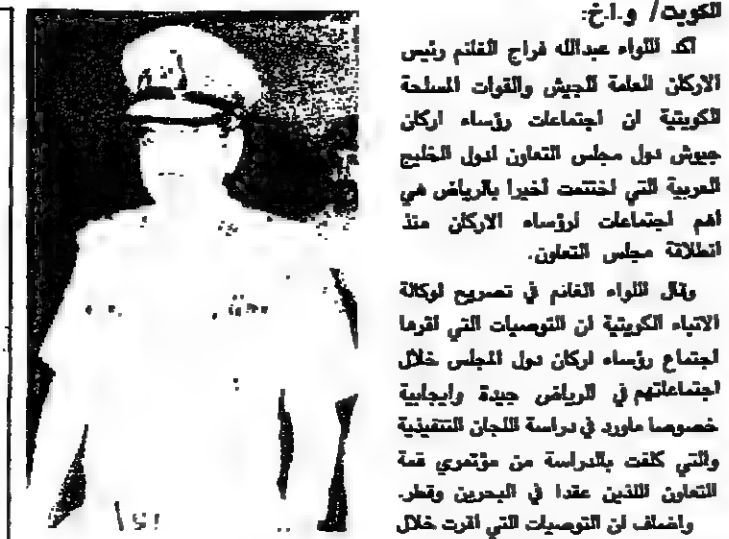 الكويت/ و.ا.خ:
اكد اللواء عبدالله فراج الغانم رئيس
الاركان العامة للجيش والقوات المسلحة
الكويتية ان اجتماعات رؤساء اركان
جيوش دول مجلس التعاون لدول الخليج
العربية التي اختتمت اخيرا بالرياض هي
اهم اجتماعات لرؤساء الاركان منذ
انطلاقة مجلس التعاون.
وقال اللواء الغانم في تصريح لوكالة
الانباء الكويتية ان التوصيات التي اقرها
اجتماع رؤساء اركان دول المجلس خلال
اجتماعاتهم في الرياض جيدة وايجابية
خصوصا ماورد في دراسة اللجان التنفيذية
والتي كلفت بالدراسة من مؤتمري قمة
التعاون اللذين عقدا في البحرين وقطر.
واضاف ان التوصيات التي اقرت خلال